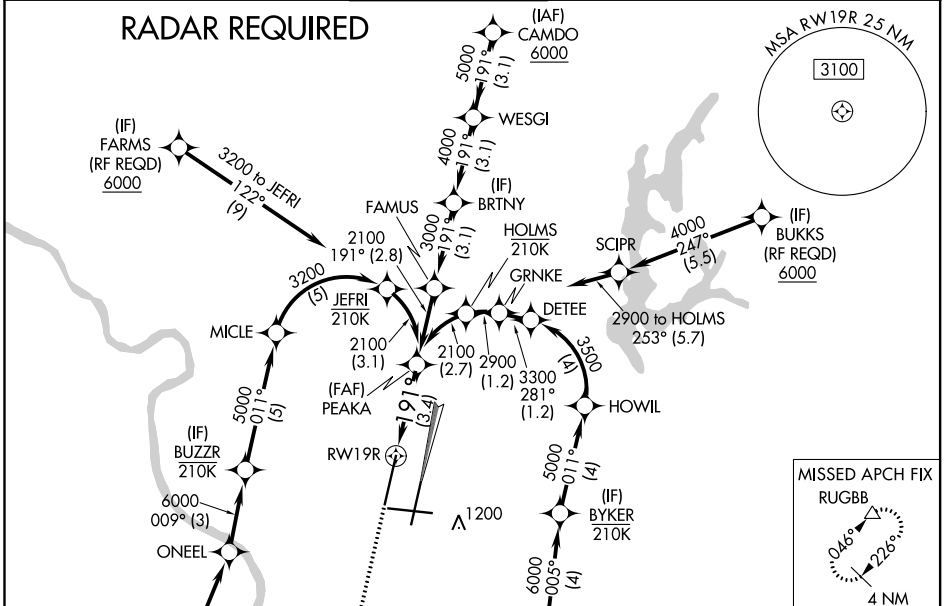 RADAR REQUIRED
(IAF)
CAMDO
6000
5000
191°
(3.1)
WESGI
4000
191°
(3.1)
(IF)
BRTNY
3000
191°
(3.1)
MSA RW19R 25 NM
3100
(IF)
FARMS
(RF REQD)
6000
3200 to JEFRI
122°
(9)
FAMUS
2100
191° (2.8)
HOLMS
210K
GRNKE
DETEE
SCIPR
4000
247°
(5.5)
(IF)
BUKKS
(RF REQD)
6000
2900 to HOLMS
253° (5.7)
3200
(5)
JEFRI
210K
MICLE
2100
(3.1)
2100
(2.7)
2900
(1.2)
3300
281°
(1.2)
3500
(4)
HOWIL
(FAF)
PEAKA
191°
(3.4)
RW19R
5000
011°
(5)
(IF)
BUZZR
210K
6000
009° (3)
ONEEL
1200
5000
011°
(4)
(IF)
BYKER
210K
6000
005°
(4)
MISSED APCH FIX
RUGBB
046°
226°
4 NM